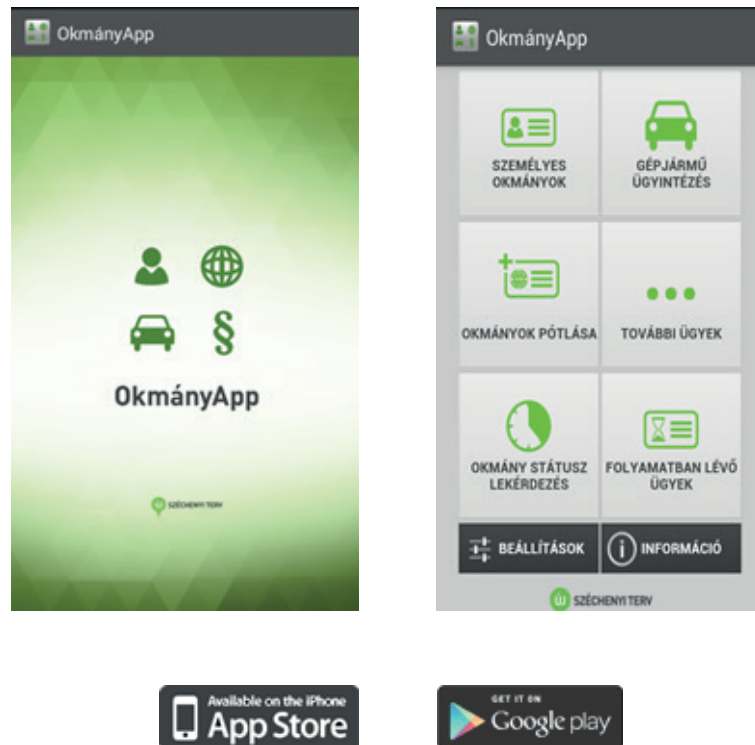 OkmányApp
OkmányApp
SZÉCHENYI TERV
OkmányApp
SZEMÉLYES
OKMÁNYOK
GÉPJÁRMŰ
ÜGYINTÉZÉS
OKMÁNYOK PÓTLÁSA
TOVÁBBI ÜGYEK
OKMÁNY STÁTUSZ
LEKÉRDEZÉS
FOLYAMATBAN LÉVŐ
ÜGYEK
BEÁLLÍTÁSOK
INFORMÁCIÓ
ÚJ SZÉCHENYI TERV
Available on the iPhone
App Store
GET IT ON
Google play